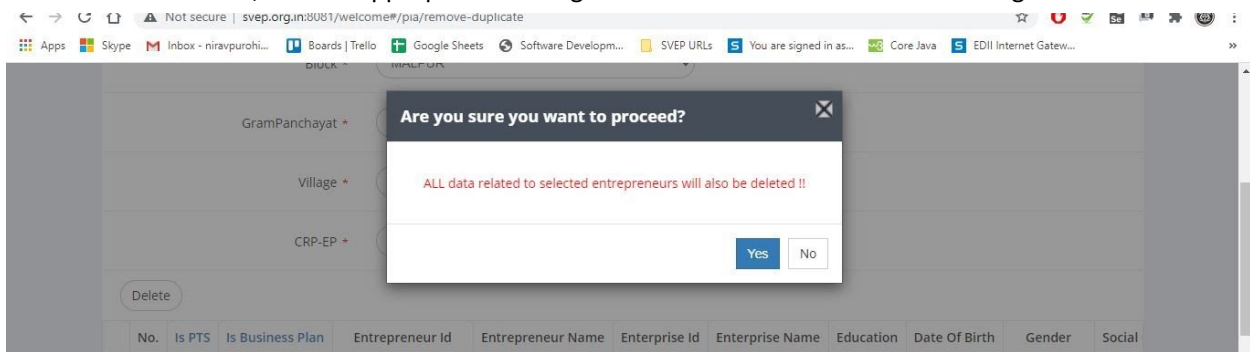 Not secure | svep.org.in:8081/welcome#/pia/remove-duplicate
Apps Skype Inbox - niravpurohi... Boards | Trello Google Sheets Software Developm... SVEP URLs You are signed in as... Core Java EDII Internet Gatew... »
Block * MALPUR
GramPanchayat *
Are you sure you want to proceed?
Village *
ALL data related to selected entrepreneurs will also be deleted !!
CRP-EP *
Yes No
Delete
No. Is PTS Is Business Plan Entrepreneur Id Entrepreneur Name Enterprise Id Enterprise Name Education Date Of Birth Gender Social